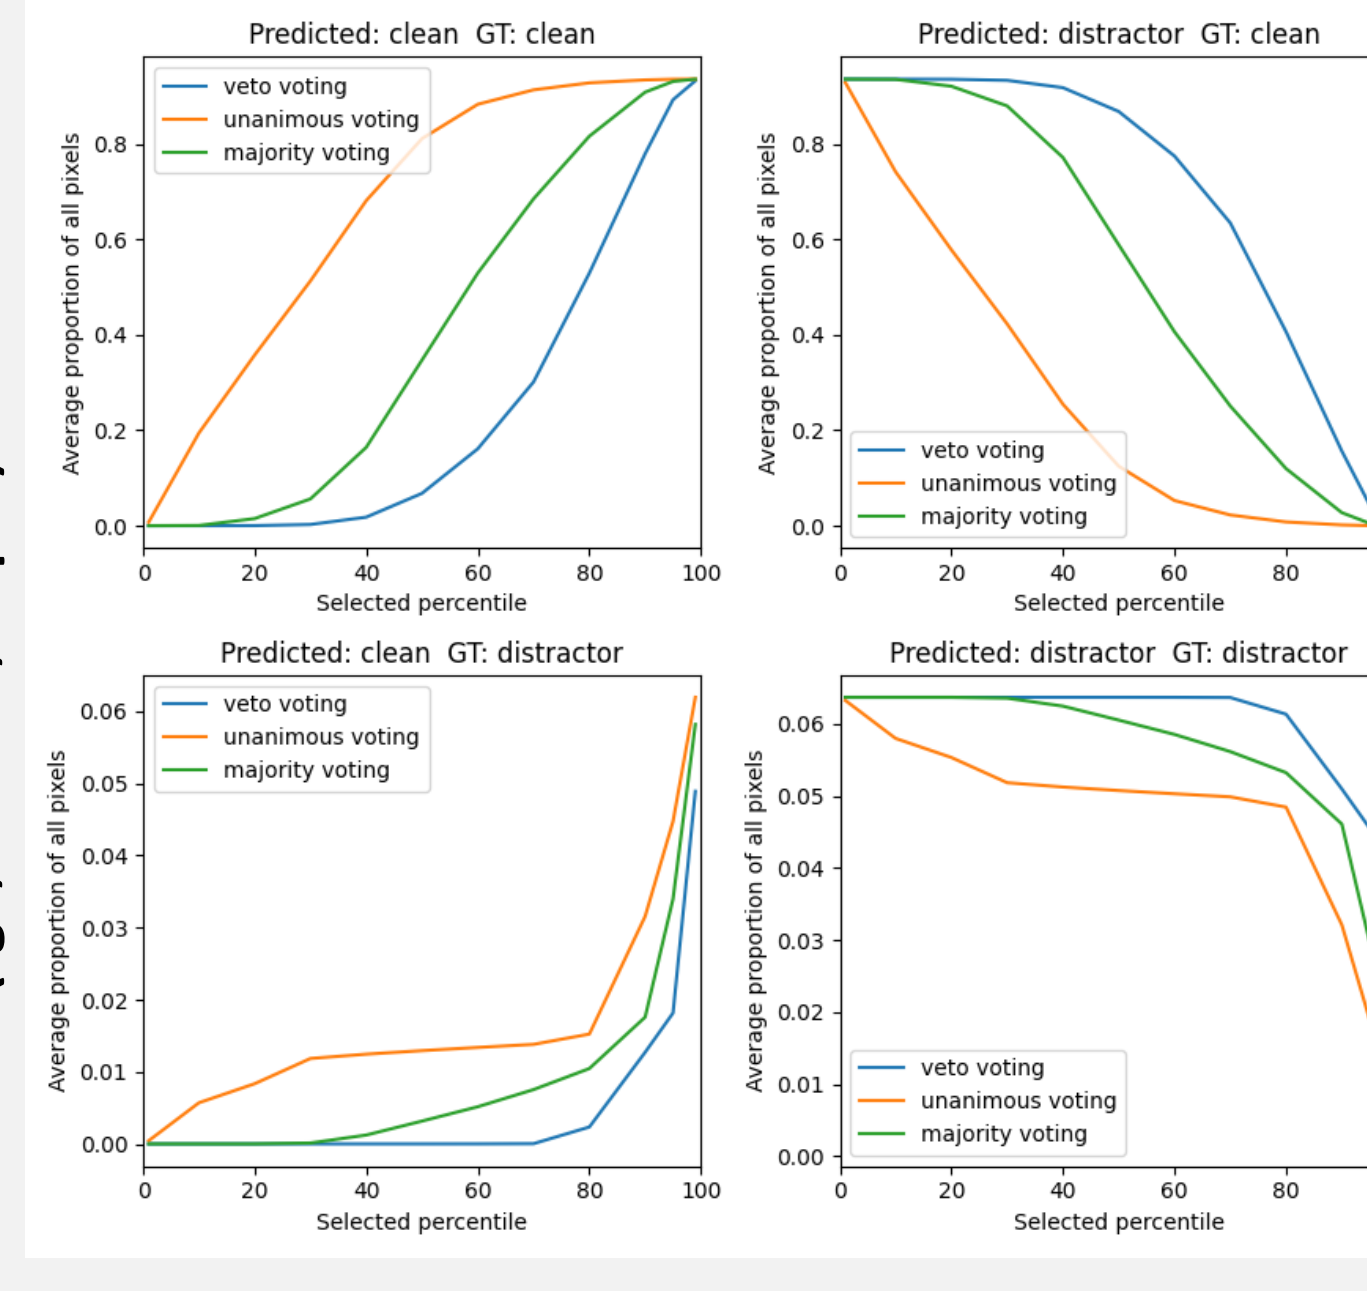 Predicted: clean  GT: clean
veto voting
unanimous voting
majority voting
Average proportion of all pixels
0.8
0.6
0.4
0.2
0.0
0 20 40 60 80 100
Selected percentile
Predicted: distractor  GT: clean
Average proportion of all pixels
0.8
0.6
0.4
0.2
0.0
veto voting
unanimous voting
majority voting
0 20 40 60 80
Selected percentile
Predicted: clean  GT: distractor
veto voting
unanimous voting
majority voting
Average proportion of all pixels
0.06
0.05
0.04
0.03
0.02
0.01
0.00
0 20 40 60 80 100
Selected percentile
Predicted: distractor  GT: distractor
Average proportion of all pixels
0.06
0.05
0.04
0.03
0.02
0.01
0.00
veto voting
unanimous voting
majority voting
0 20 40 60 80
Selected percentile